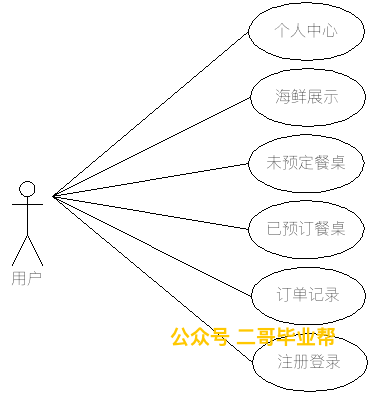 个人中心
海鲜展示
未预定餐桌
已预订餐桌
用户
订单记录
公众号 二哥毕业帮
注册登录